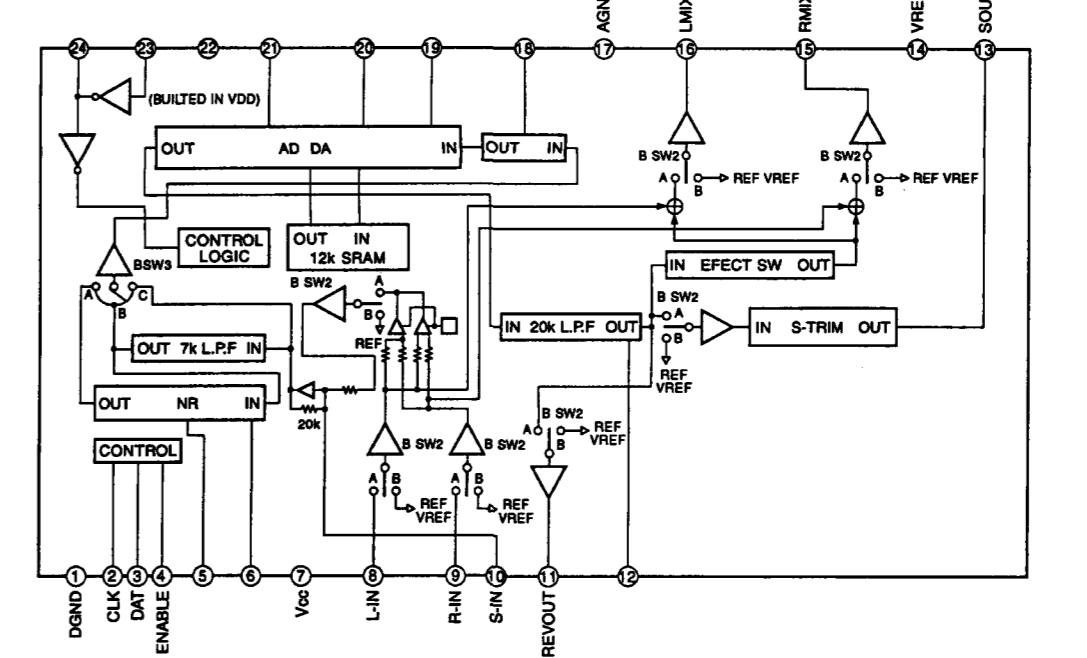 AGN
LMIX
RMIX
VRE
SOU
24
23
22
21
20
19
18
17
16
15
14
13
(BUILTED IN VDD)
OUT AD DA IN
OUT IN
B SW2
A
B
REF VREF
B SW2
A
B
REF VREF
CONTROL
LOGIC
OUT IN
12k SRAM
BSW3
A
B
C
B SW2
A
B
REF
IN EFECT SW OUT
B SW2
A
B
REF
VREF
IN 20k L.P.F OUT
IN S-TRIM OUT
OUT 7k L.P.F IN
OUT NR IN
20k
CONTROL
B SW2
A
B
REF
VREF
B SW2
A
B
REF
VREF
B SW2
A
B
REF
VREF
1
2
3
4
5
6
7
8
9
10
11
12
DGND
CLK
DAT
ENABLE
Vcc
L-IN
R-IN
S-IN
REVOUT